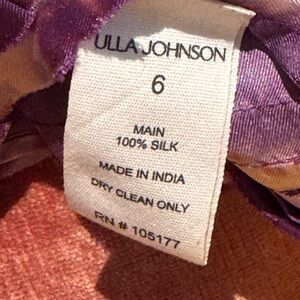 ULLA JOHNSON
6
MAIN
100% SILK
MADE IN INDIA
DRY CLEAN ONLY
RN # 105177